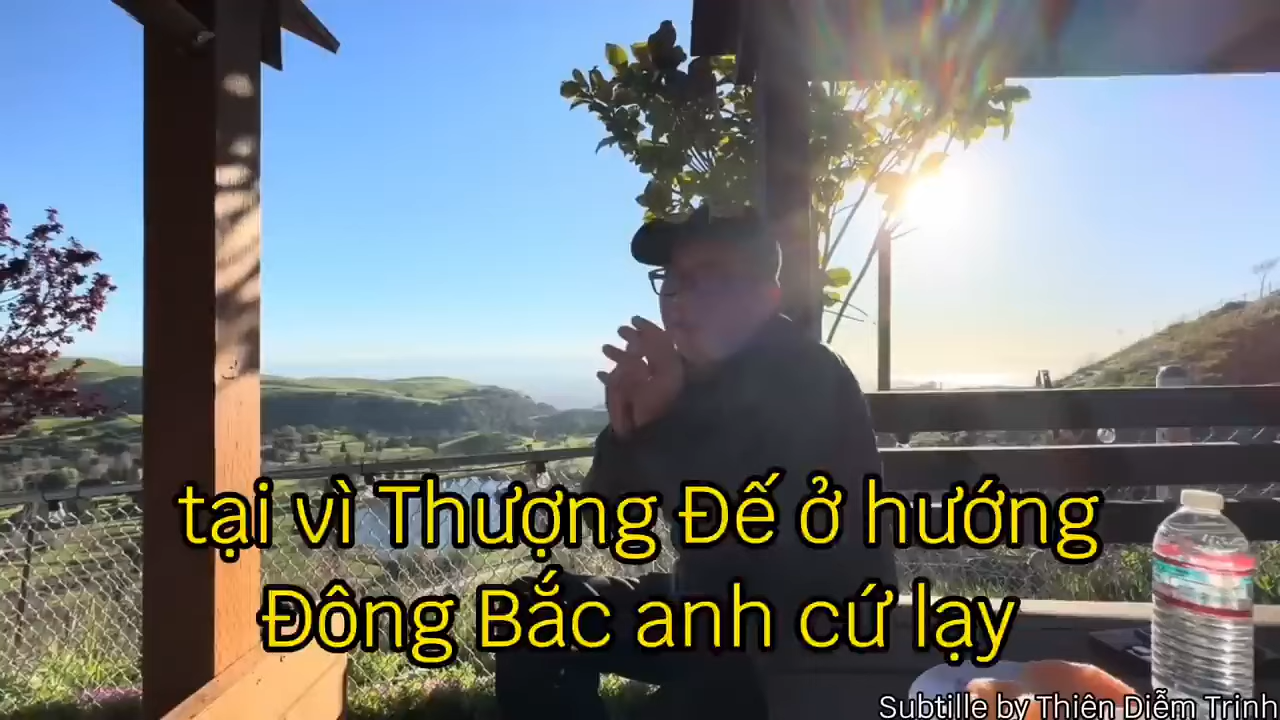 tại vì Thượng Đế ở hướng
Đông Bắc anh cứ lạy
Subtille by Thiên Diễm Trinh